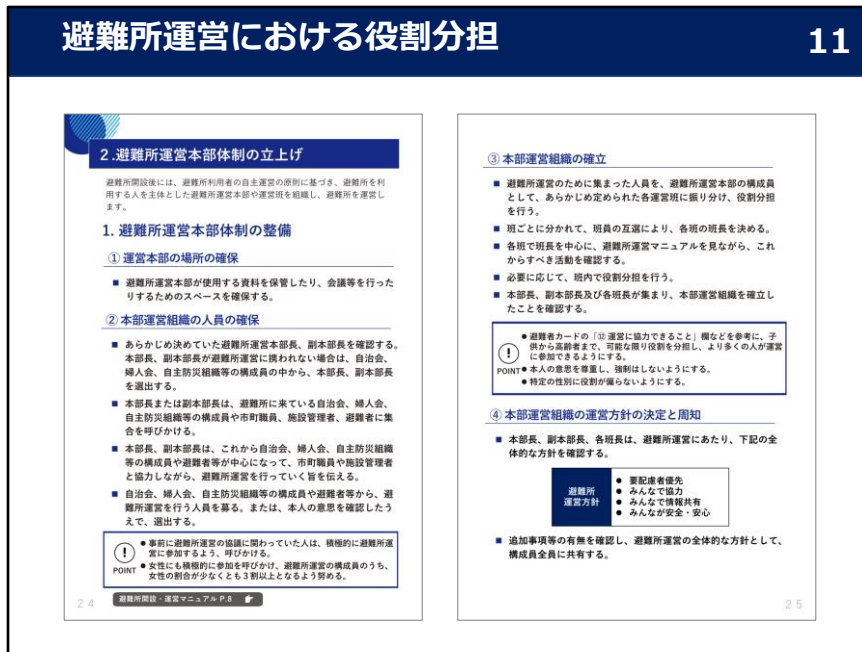 避難所運営における役割分担
11
2.避難所運営本部体制の立上げ
避難所開設後には、避難所利用者の自主運営の原則に基づき、避難所を利
用する人を主体とした避難所運営本部や運営班を組織し、避難所を運営し
ます。
1. 避難所運営本部体制の整備
① 運営本部の場所の確保
■ 避難所運営本部が使用する資料を保管したり、会議等を行った
りするためのスペースを確保する。
② 本部運営組織の人員の確保
■ あらかじめ決めていた避難所運営本部長、副本部長を確認する。
本部長、副本部長が避難所運営に携われない場合は、自治会、
婦人会、自主防災組織等の構成員の中から、本部長、副本部長
を選出する。
■ 本部長または副本部長は、避難所に来ている自治会、婦人会、
自主防災組織等の構成員や市町職員、施設管理者、避難者に集
合を呼びかける。
■ 本部長、副本部長は、これから自治会、婦人会、自主防災組織
等の構成員や避難者等が中心になって、市町職員や施設管理者
と協力しながら、避難所運営を行っていく旨を伝える。
■ 自治会、婦人会、自主防災組織等の構成員や避難者等から、避
難所運営を行う人員を募る。または、本人の意思を確認したう
えで、選出する。
! POINT
● 事前に避難所運営の協議に関わっていた人は、積極的に避難所運
営に参加するよう、呼びかける。
● 女性にも積極的に参加を呼びかけ、避難所運営の構成員のうち、
女性の割合が少なくとも3割以上となるよう努める。
24
避難所開設・運営マニュアル P.8
③ 本部運営組織の確立
■ 避難所運営のために集まった人員を、避難所運営本部の構成員
として、あらかじめ定められた各運営班に振り分け、役割分担
を行う。
■ 班ごとに分かれて、班員の互選により、各班の班長を決める。
■ 各班で班長を中心に、避難所運営マニュアルを見ながら、これ
からすべき活動を確認する。
■ 必要に応じて、班内で役割分担を行う。
■ 本部長、副本部長及び各班長が集まり、本部運営組織を確立し
たことを確認する。
! POINT
● 避難者カードの「⑫ 運営に協力できること」欄などを参考に、子
供から高齢者まで、可能な限り役割を分担し、より多くの人が運営
に参加できるようにする。
● 本人の意思を尊重し、強制はしないようにする。
● 特定の性別に役割が偏らないようにする。
④ 本部運営組織の運営方針の決定と周知
■ 本部長、副本部長、各班長は、避難所運営にあたり、下記の全
体的な方針を確認する。
避難所
運営方針
● 要配慮者優先
● みんなで協力
● みんなで情報共有
● みんなが安全・安心
■ 追加事項等の有無を確認し、避難所運営の全体的な方針として、
構成員全員に共有する。
25